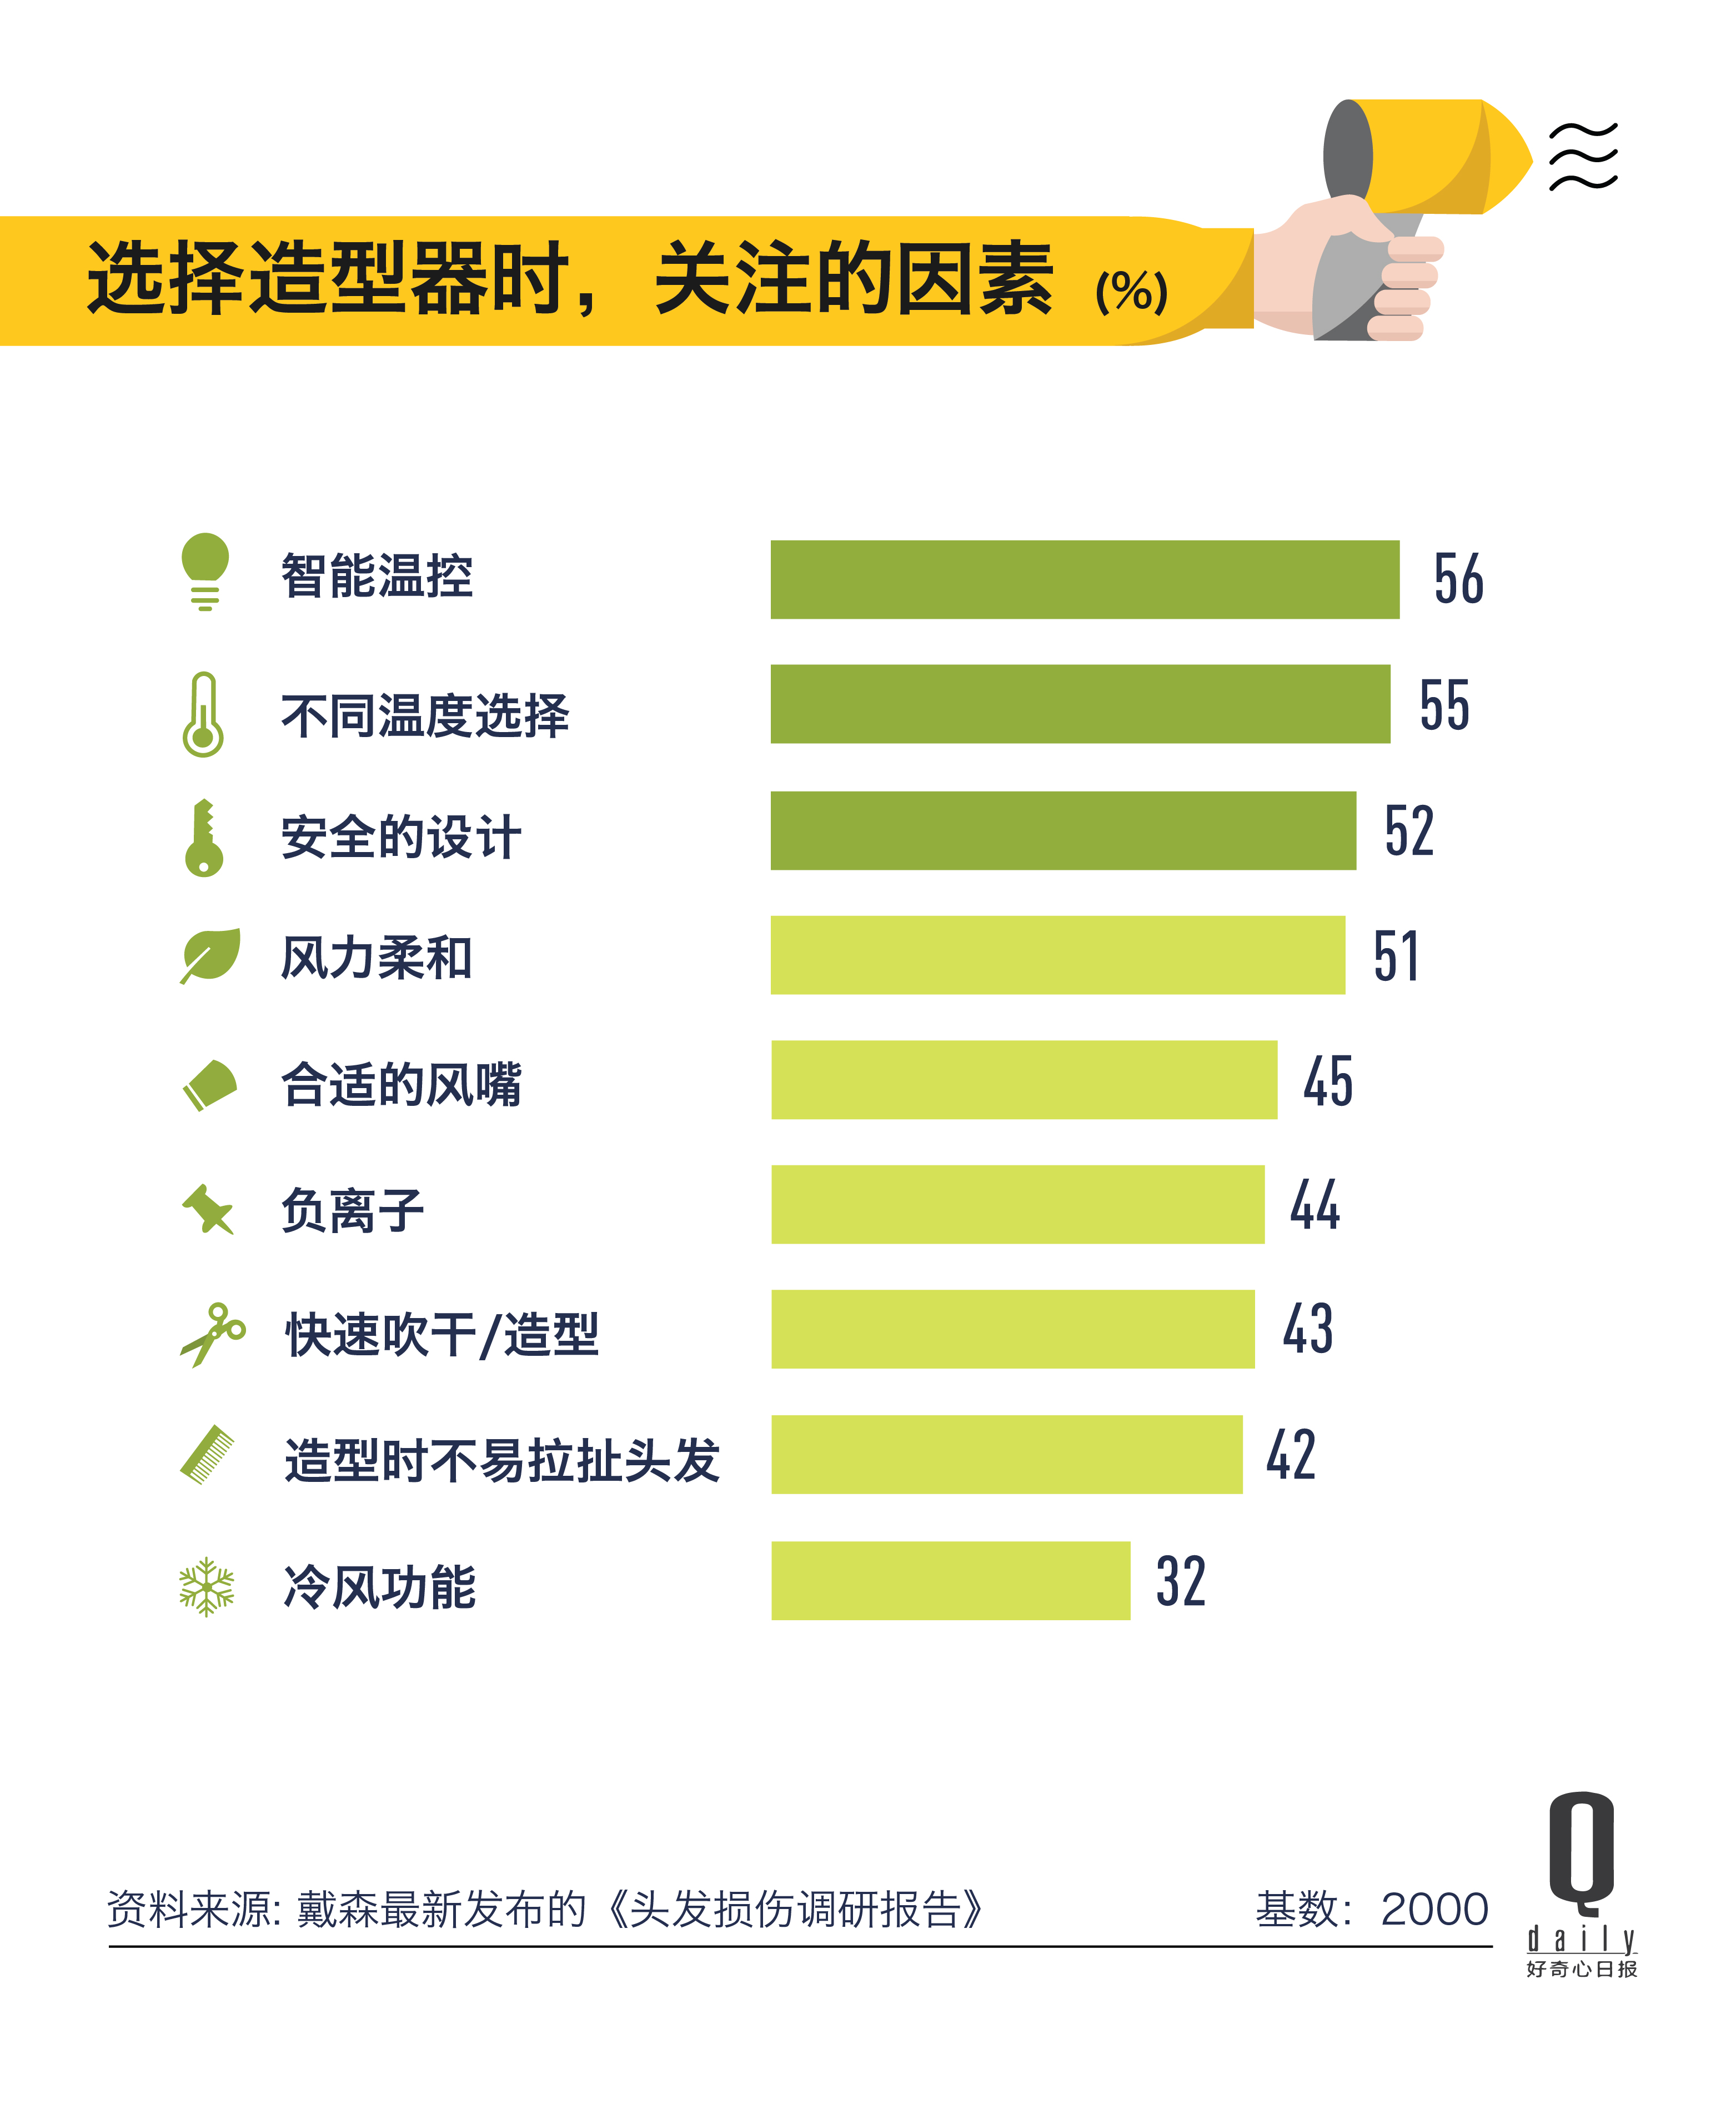 选择造型器时，关注的因素 (%)
智能温控 56
不同温度选择 55
安全的设计 52
风力柔和 51
合适的风嘴 45
负离子 44
快速吹干/造型 43
造型时不易拉扯头发 42
冷风功能 32
资料来源：戴森最新发布的《头发损伤调研报告》 基数：2000
Q
daily
好奇心日报